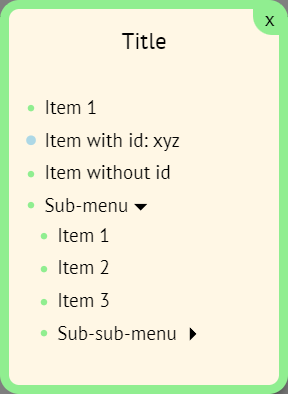 x
Title
Item 1
Item with id: xyz
Item without id
Sub-menu
Item 1
Item 2
Item 3
Sub-sub-menu